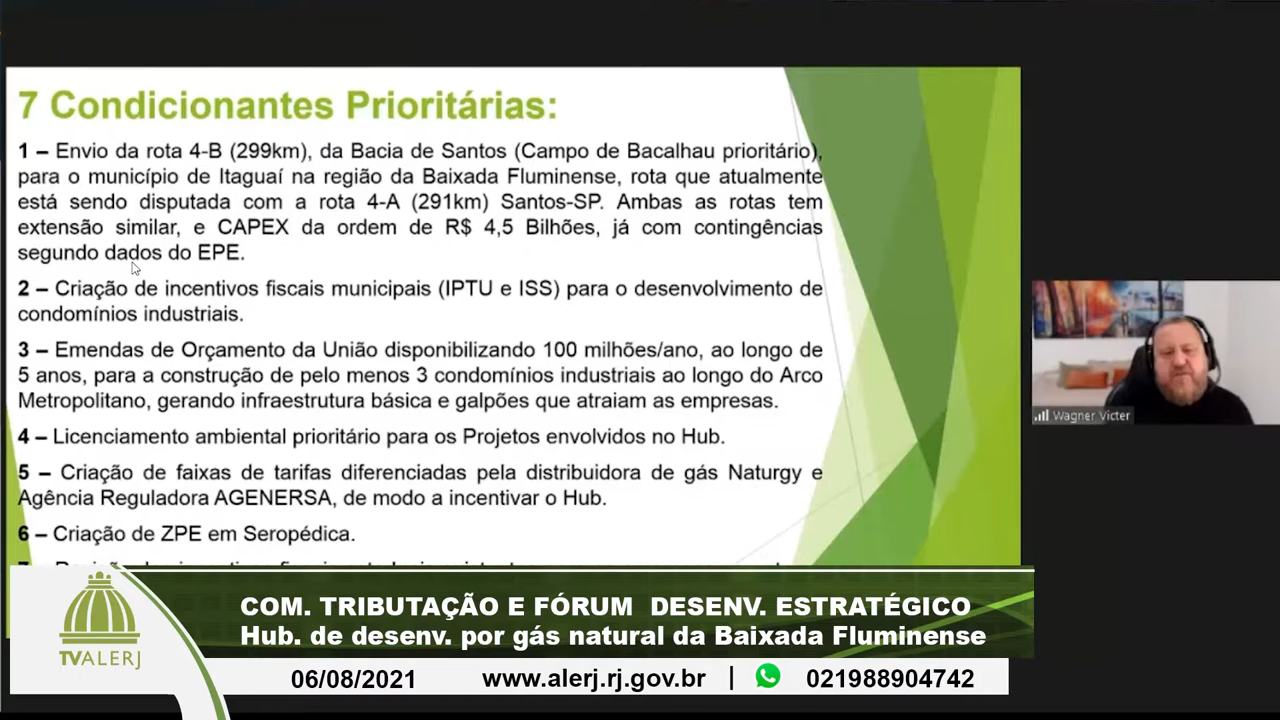 7 Condicionantes Prioritárias:
1 – Envio da rota 4-B (299km), da Bacia de Santos (Campo de Bacalhau prioritário),
para o município de Itaguaí na região da Baixada Fluminense, rota que atualmente
está sendo disputada com a rota 4-A (291km) Santos-SP. Ambas as rotas tem
extensão similar, e CAPEX da ordem de R$ 4,5 Bilhões, já com contingências
segundo dados do EPE.
2 – Criação de incentivos fiscais municipais (IPTU e ISS) para o desenvolvimento de
condomínios industriais.
3 – Emendas de Orçamento da União disponibilizando 100 milhões/ano, ao longo de
5 anos, para a construção de pelo menos 3 condomínios industriais ao longo do Arco
Metropolitano, gerando infraestrutura básica e galpões que atraiam as empresas.
4 – Licenciamento ambiental prioritário para os Projetos envolvidos no Hub.
5 – Criação de faixas de tarifas diferenciadas pela distribuidora de gás Naturgy e
Agência Reguladora AGENERSA, de modo a incentivar o Hub.
6 – Criação de ZPE em Seropédica.
Wagner Victer
COM. TRIBUTAÇÃO E FÓRUM DESENV. ESTRATÉGICO
Hub. de desenv. por gás natural da Baixada Fluminense
TVALERJ
06/08/2021 www.alerj.rj.gov.br | 021988904742